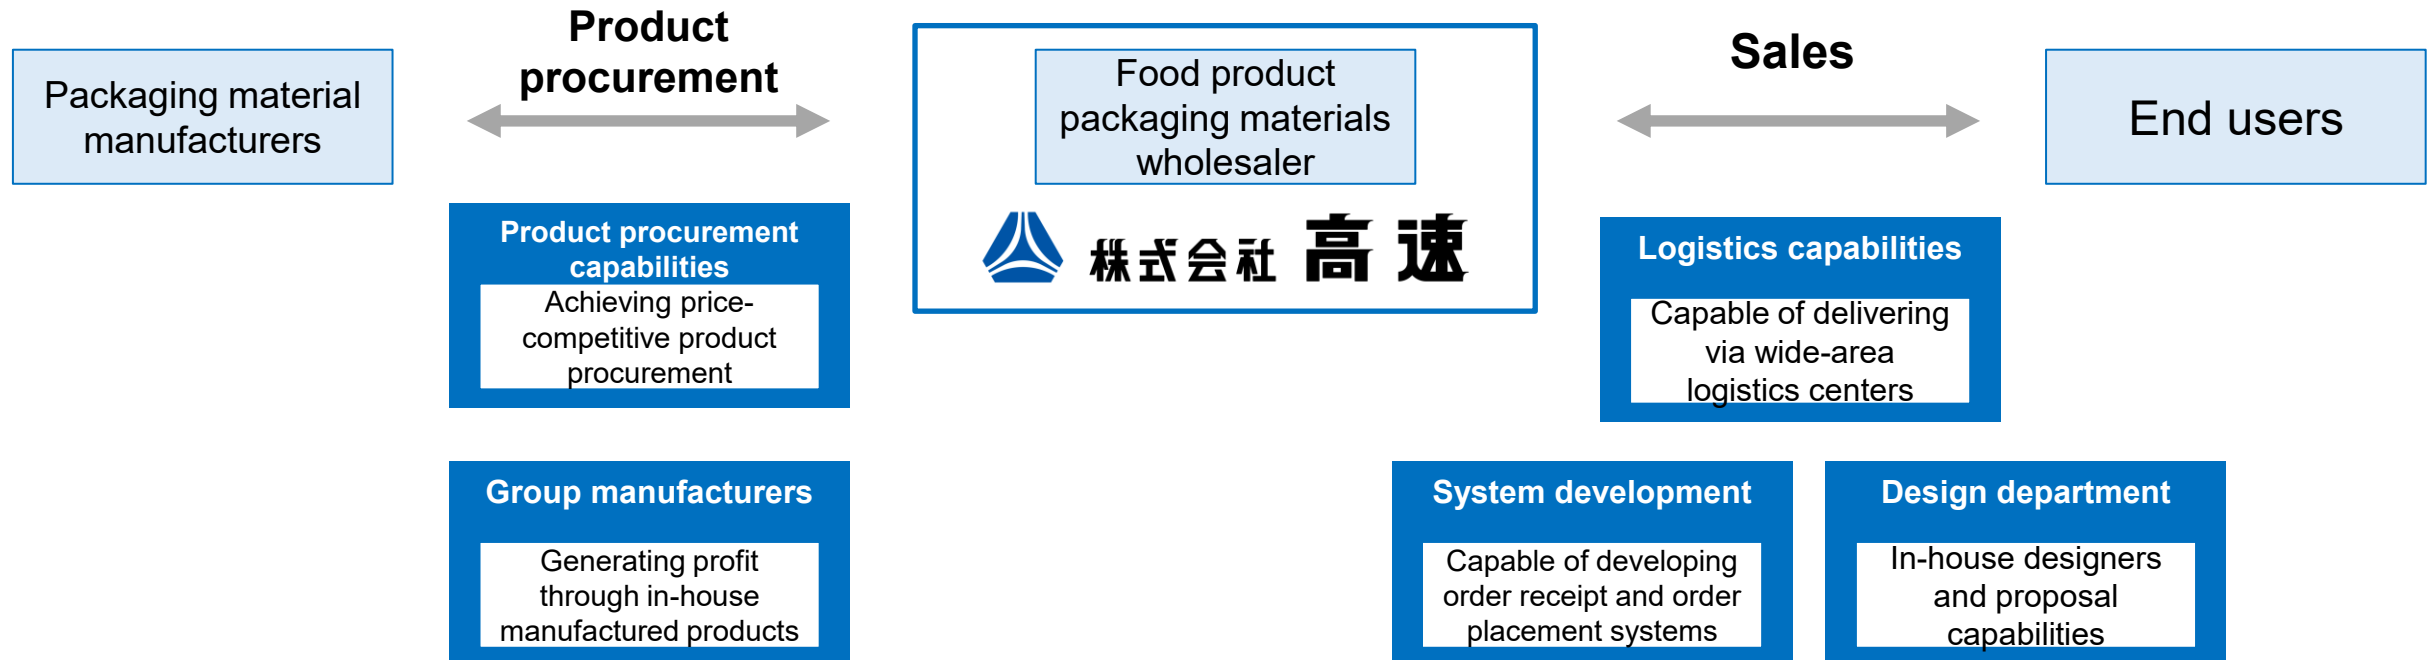 Packaging material
manufacturers
Product
procurement
Food product
packaging materials
wholesaler
株式会社 高速
Sales
End users
Product procurement
capabilities
Achieving price-
competitive product
procurement
Logistics capabilities
Capable of delivering
via wide-area
logistics centers
Group manufacturers
Generating profit
through in-house
manufactured products
System development
Capable of developing
order receipt and order
placement systems
Design department
In-house designers
and proposal
capabilities